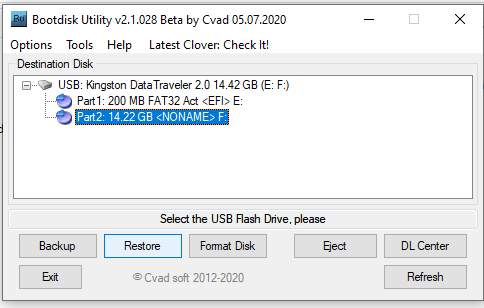 Bu Bootdisk Utility v2.1.028 Beta by Cvad 05.07.2020
Options Tools Help Latest Clover: Check It!
Destination Disk
USB: Kingston DataTraveler 2.0 14.42 GB (E: F:)
Part1: 200 MB FAT32 Act <EFI> E:
Part2: 14.22 GB <NONAME> F:
Select the USB Flash Drive, please
Backup Restore Format Disk Eject DL Center
Exit © Cvad soft 2012-2020 Refresh